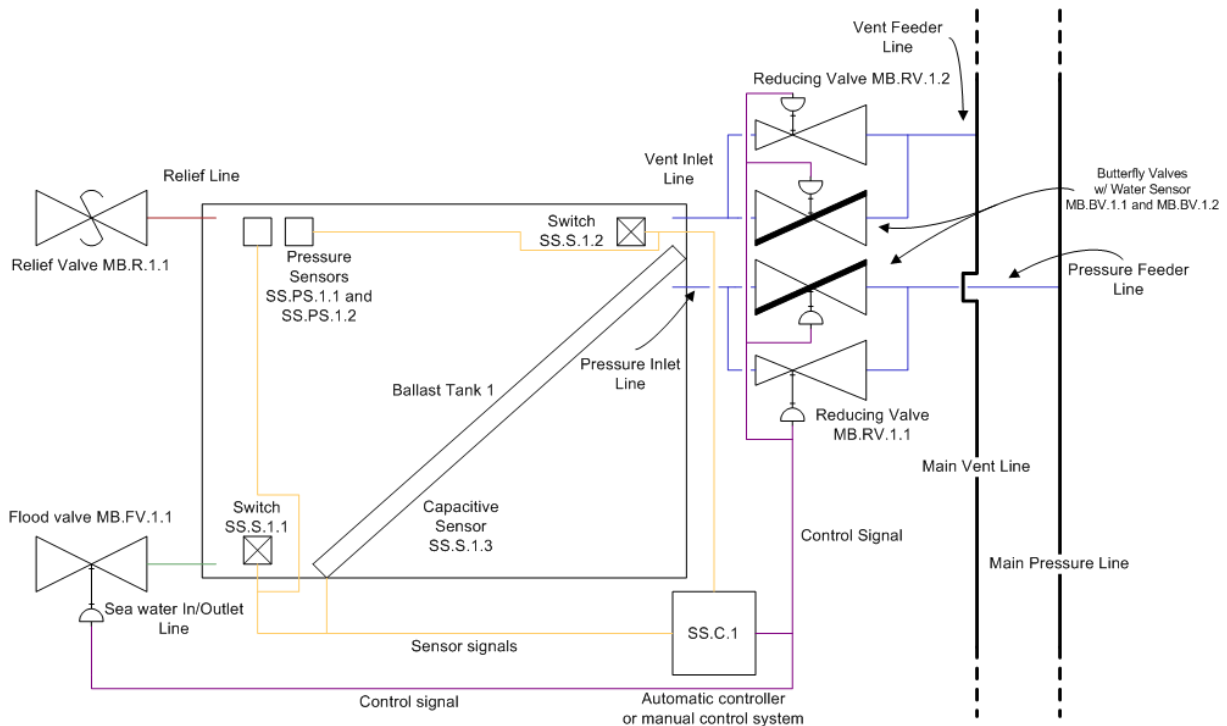 Vent Feeder
Line
Reducing Valve MB.RV.1.2
Relief Line
Vent Inlet
Line
Butterfly Valves
w/ Water Sensor
MB.BV.1.1 and MB.BV.1.2
Switch
SS.S.1.2
Relief Valve MB.R.1.1
Pressure
Sensors
SS.PS.1.1 and
SS.PS.1.2
Pressure Feeder
Line
Pressure Inlet
Line
Ballast Tank 1
Reducing Valve
MB.RV.1.1
Main Vent Line
Flood valve MB.FV.1.1
Switch
SS.S.1.1
Capacitive
Sensor
SS.S.1.3
Control Signal
Main Pressure Line
Sea water In/Outlet
Line
Sensor signals
SS.C.1
Control signal
Automatic controller
or manual control system